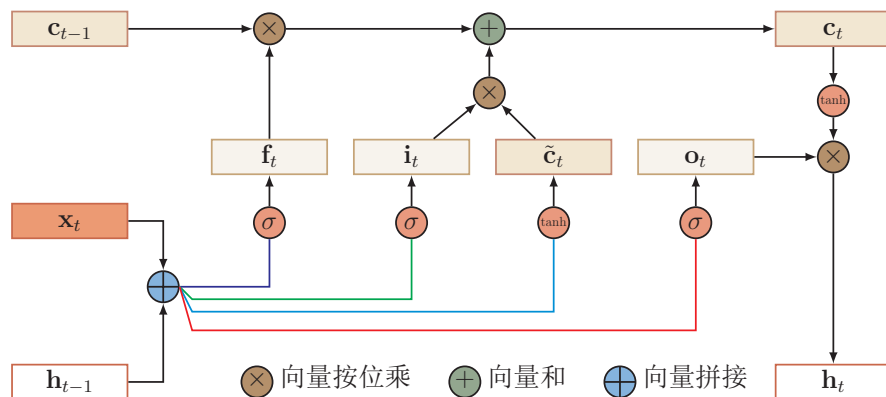 c_{t−1} × + c_t
tanh
×
f_t i_t c̃_t o_t ×
x_t σ σ tanh σ
h_{t−1} × 向量按位乘 + 向量和 向量拼接 h_t